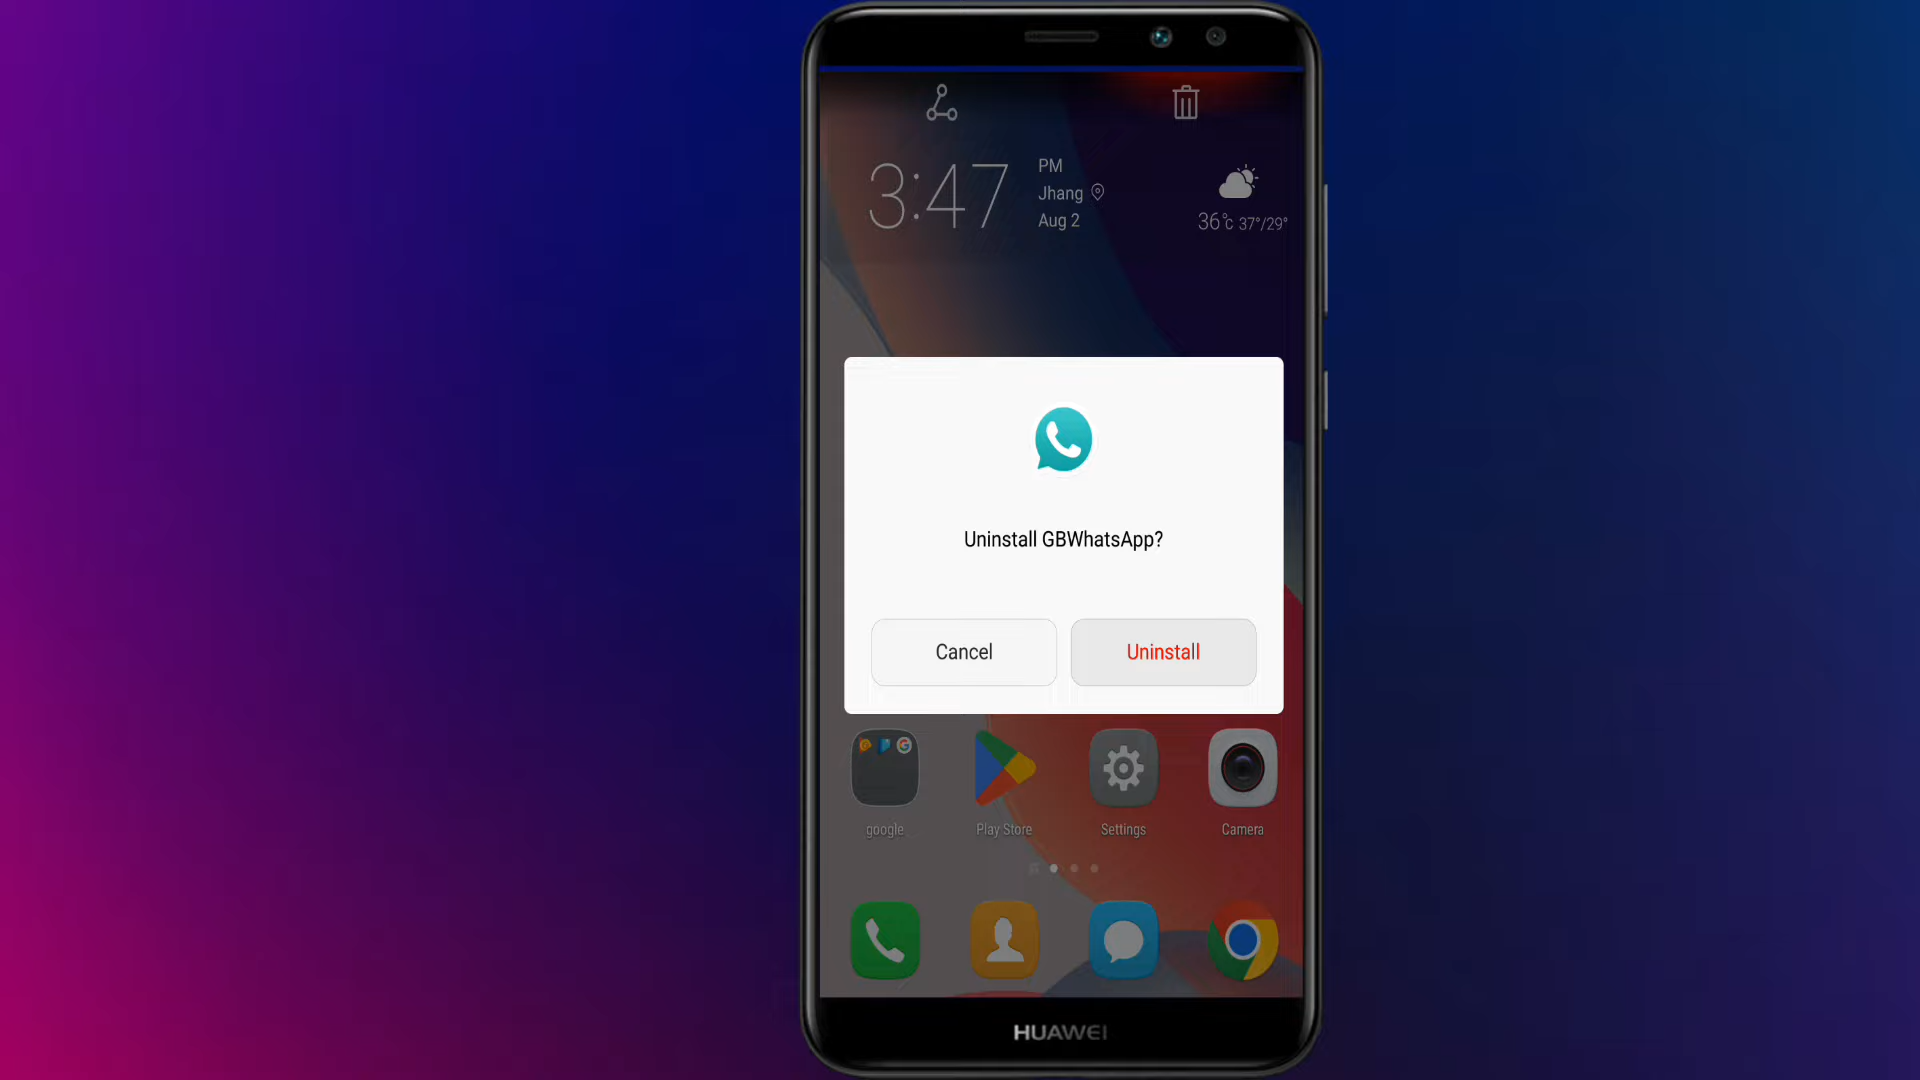 3:47
PM
Jhang
Aug 2
36°c 37°/29°
Uninstall GBWhatsApp?
Cancel
Uninstall
google
Play Store
Settings
Camera
HUAWEI